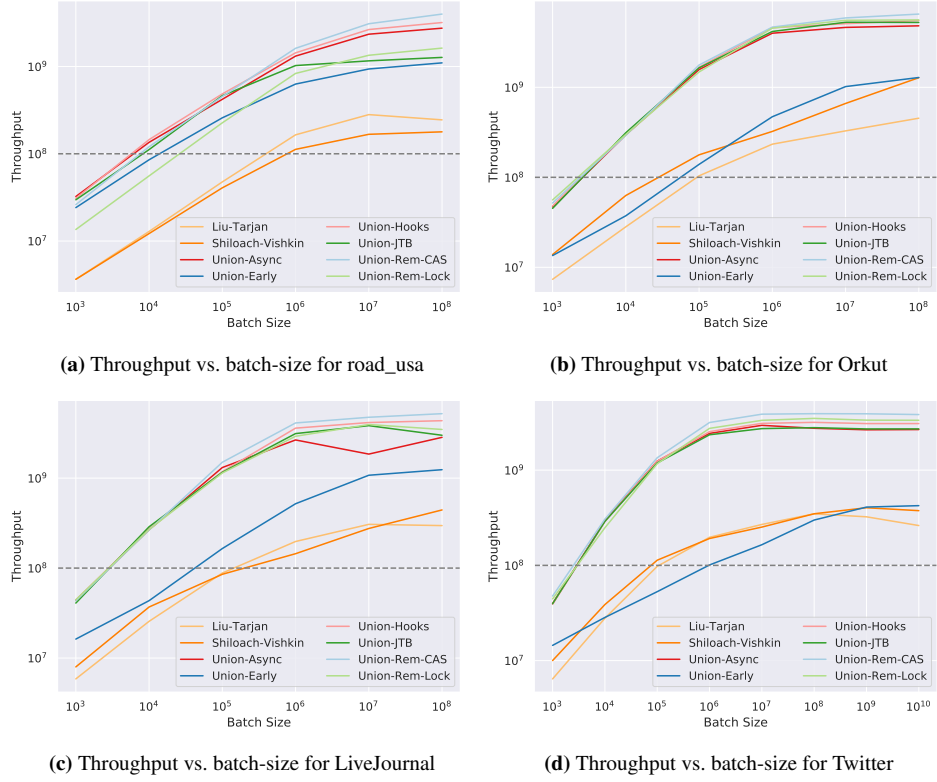 Throughput
10^9
10^8
10^7
Liu-Tarjan
Shiloach-Vishkin
Union-Async
Union-Early
Union-Hooks
Union-JTB
Union-Rem-CAS
Union-Rem-Lock
10^3 10^4 10^5 10^6 10^7 10^8
Batch Size
(a) Throughput vs. batch-size for road_usa
Throughput
10^9
10^8
10^7
Liu-Tarjan
Shiloach-Vishkin
Union-Async
Union-Early
Union-Hooks
Union-JTB
Union-Rem-CAS
Union-Rem-Lock
10^3 10^4 10^5 10^6 10^7 10^8
Batch Size
(b) Throughput vs. batch-size for Orkut
Throughput
10^9
10^8
10^7
Liu-Tarjan
Shiloach-Vishkin
Union-Async
Union-Early
Union-Hooks
Union-JTB
Union-Rem-CAS
Union-Rem-Lock
10^3 10^4 10^5 10^6 10^7 10^8
Batch Size
(c) Throughput vs. batch-size for LiveJournal
Throughput
10^9
10^8
10^7
Liu-Tarjan
Shiloach-Vishkin
Union-Async
Union-Early
Union-Hooks
Union-JTB
Union-Rem-CAS
Union-Rem-Lock
10^3 10^4 10^5 10^6 10^7 10^8 10^9 10^10
Batch Size
(d) Throughput vs. batch-size for Twitter